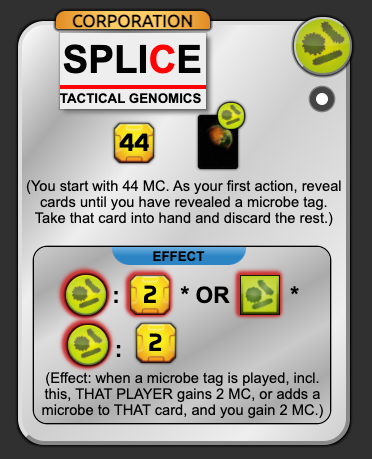 CORPORATION
SPLICE
TACTICAL GENOMICS
44
(You start with 44 MC. As your first action, reveal
cards until you have revealed a microbe tag.
Take that card into hand and discard the rest.)
EFFECT
: 2 * OR *
: 2
(Effect: when a microbe tag is played, incl.
this, THAT PLAYER gains 2 MC, or adds a
microbe to THAT card, and you gain 2 MC.)